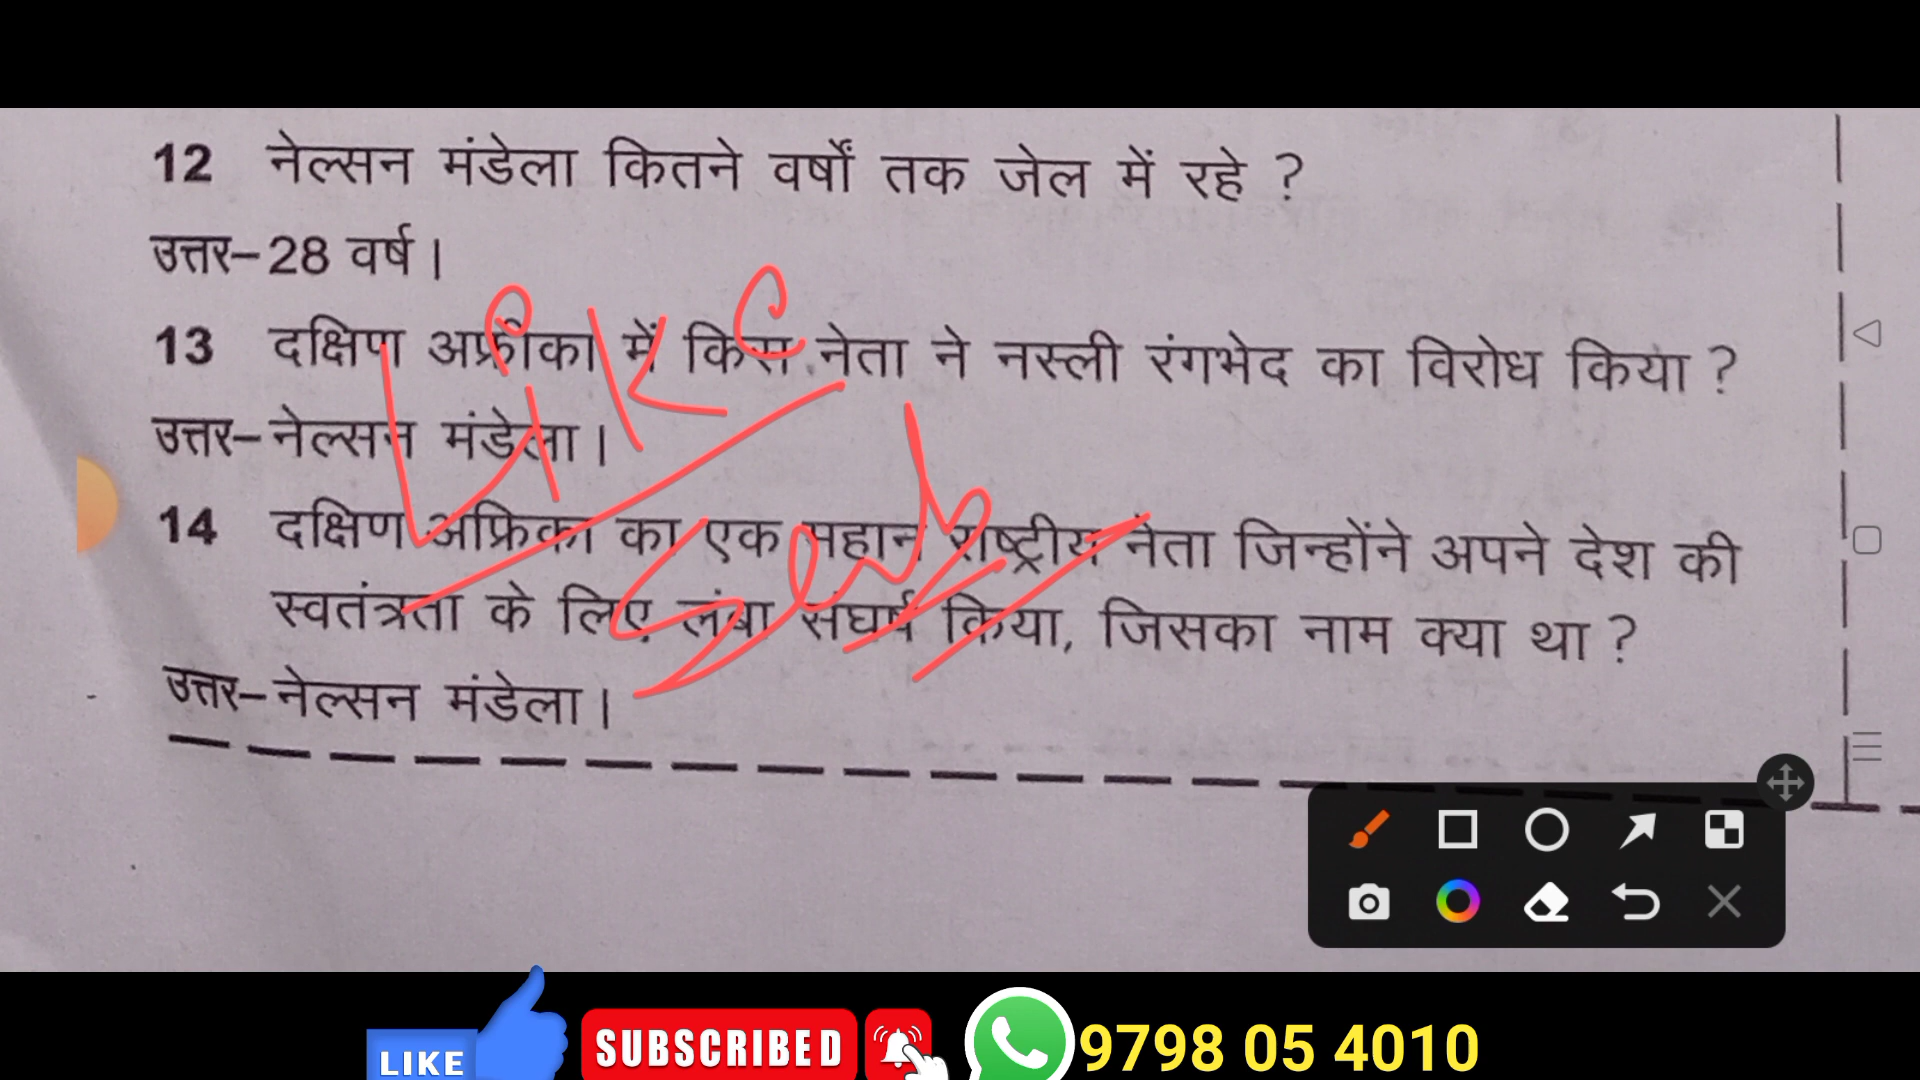 12 नेल्सन मंडेला कितने वर्षों तक जेल में रहे ?
उत्तर–28 वर्ष।
13 दक्षिण अफ्रीका में किस नेता ने नस्ली रंगभेद का विरोध किया ?
उत्तर–नेल्सन मंडेला।
14 दक्षिण अफ्रिका का एक महान राष्ट्रीय नेता जिन्होंने अपने देश की
स्वतंत्रता के लिए लंबा संघर्ष किया, जिसका नाम क्या था ?
उत्तर–नेल्सन मंडेला।
Like
LIKE SUBSCRIBED 9798 05 4010